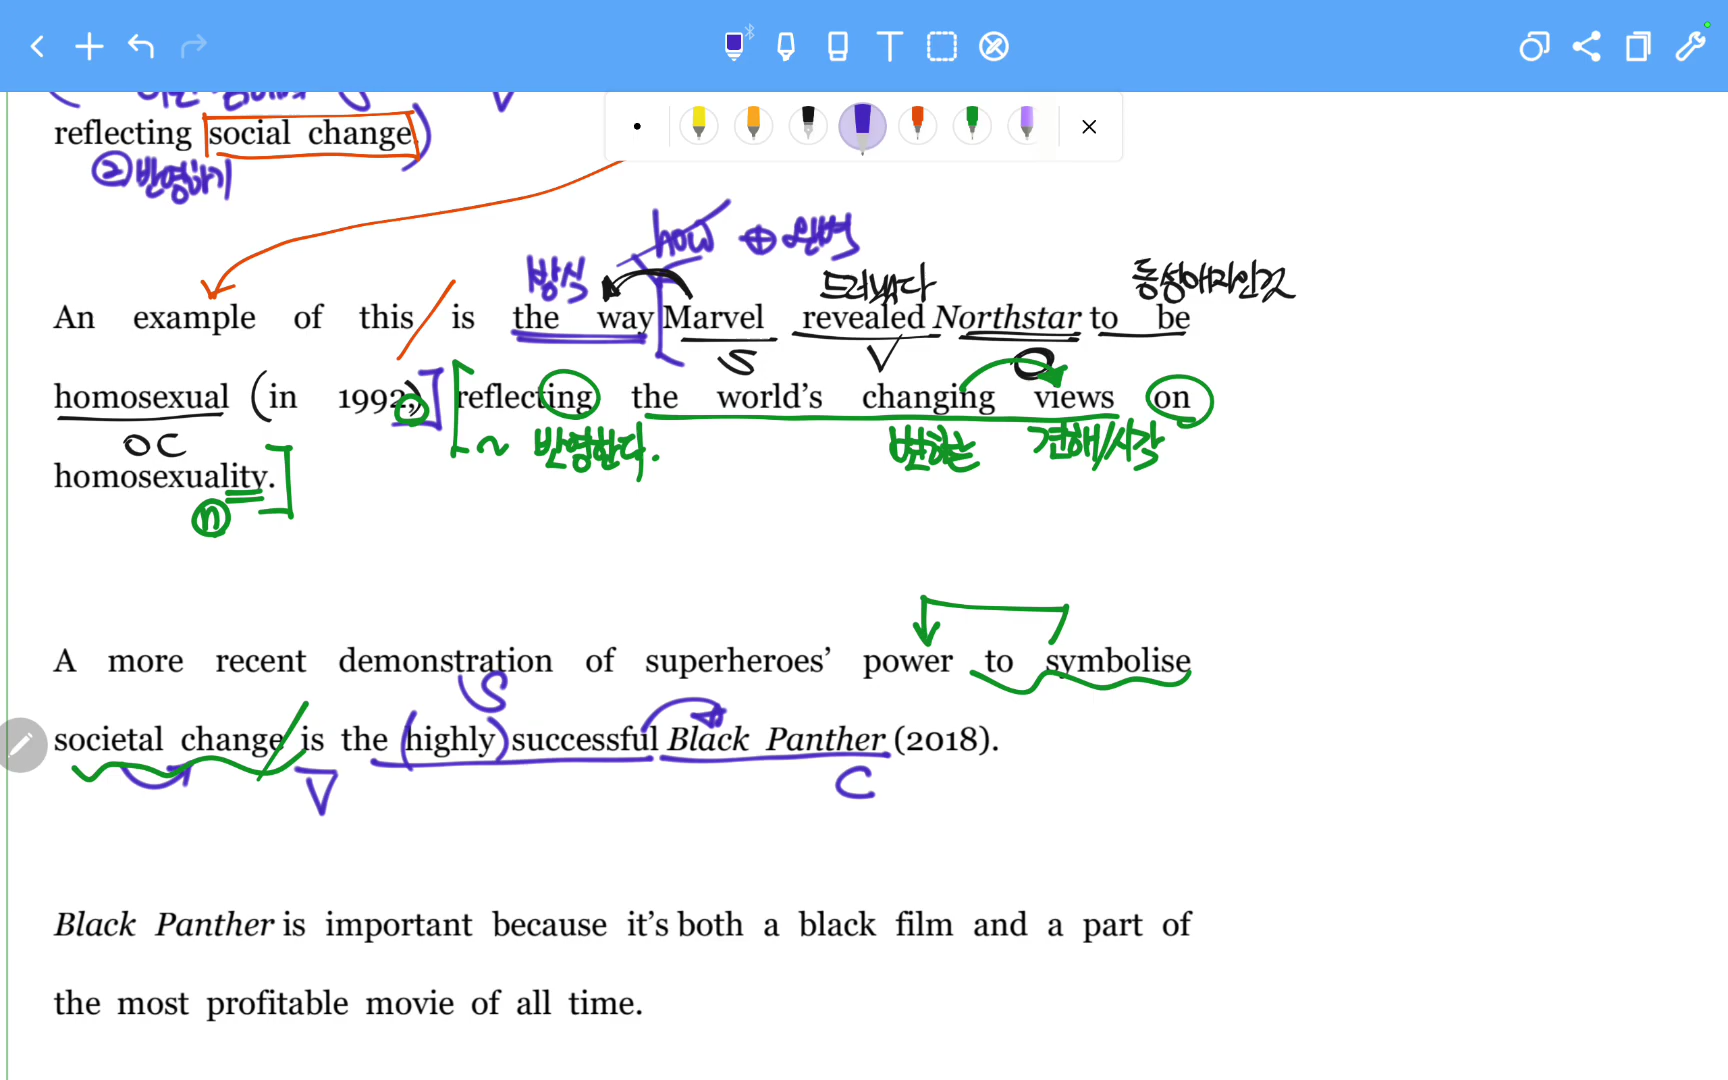 reflecting social change
②반영하기
how ⊕ 완벽
방식
드러냈다
동성애자인것
An example of this is the way Marvel revealed Northstar to be
S V O
homosexual (in 1992,) reflecting the world's changing views on
OC
~ 반영한다. 변하는 견해/시각
homosexuality.
n
A more recent demonstration of superheroes' power to symbolise
S
societal change is the (highly) successful Black Panther (2018).
V C
Black Panther is important because it's both a black film and a part of
the most profitable movie of all time.